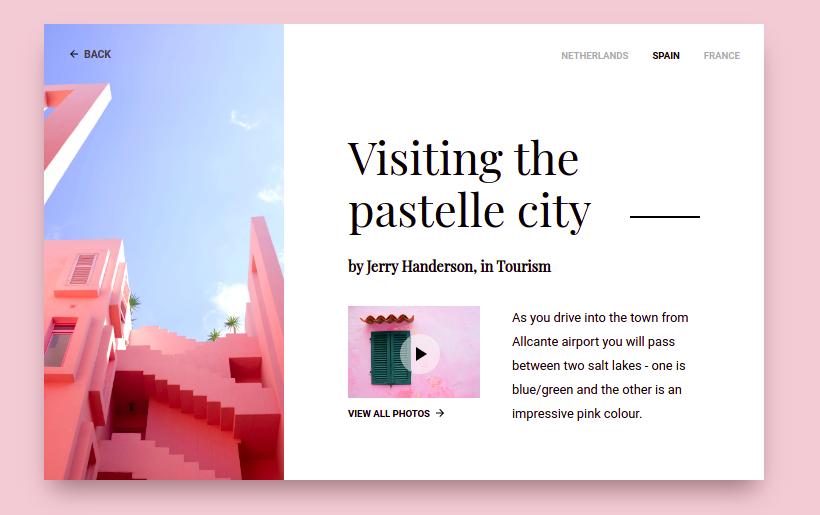 ← BACK
NETHERLANDS SPAIN FRANCE
Visiting the
pastelle city
by Jerry Handerson, in Tourism
VIEW ALL PHOTOS →
As you drive into the town from
Allcante airport you will pass
between two salt lakes - one is
blue/green and the other is an
impressive pink colour.